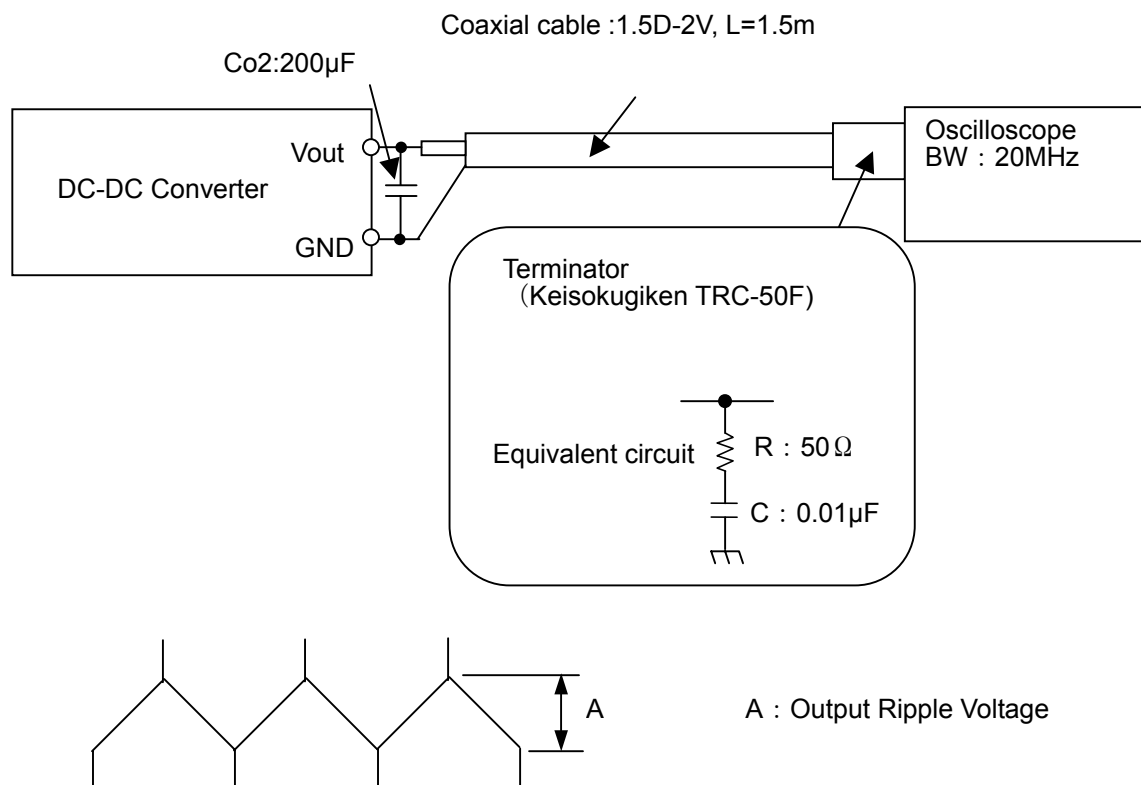 Coaxial cable :1.5D-2V, L=1.5m
Co2:200µF
Vout
DC-DC Converter
GND
Oscilloscope
BW：20MHz
Terminator
（Keisokugiken TRC-50F)
Equivalent circuit
R：50Ω
C：0.01µF
A
A：Output Ripple Voltage